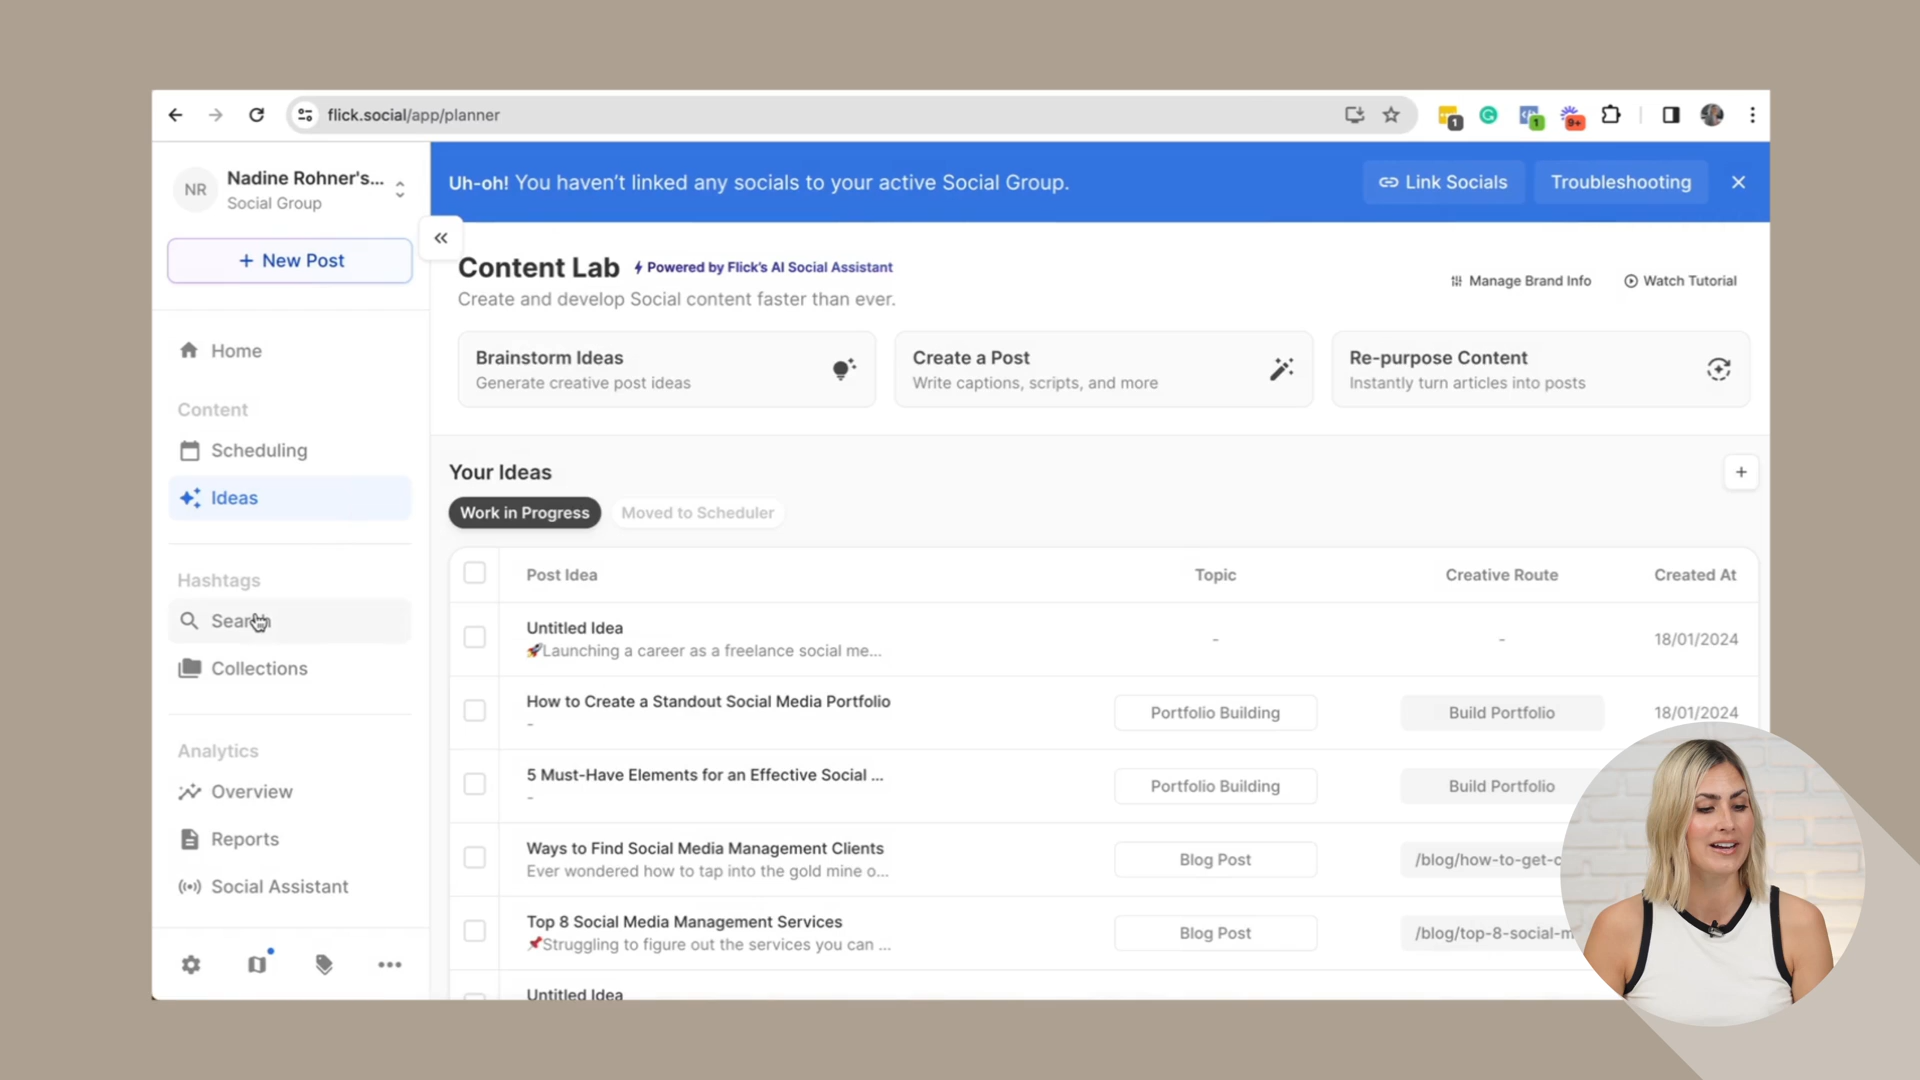 flick.social/app/planner
1
1
9+
NR
Nadine Rohner's...
Social Group
+ New Post
Home
Content
Scheduling
Ideas
Hashtags
Search
Collections
Analytics
Overview
Reports
Social Assistant
Uh-oh! You haven't linked any socials to your active Social Group.
Link Socials
Troubleshooting
Content Lab
Powered by Flick's AI Social Assistant
Create and develop Social content faster than ever.
Manage Brand Info
Watch Tutorial
Brainstorm Ideas
Generate creative post ideas
Create a Post
Write captions, scripts, and more
Re-purpose Content
Instantly turn articles into posts
Your Ideas
Work in Progress
Moved to Scheduler
Post Idea
Topic
Creative Route
Created At
Untitled Idea
🚀Launching a career as a freelance social me...
-
-
18/01/2024
How to Create a Standout Social Media Portfolio
-
Portfolio Building
Build Portfolio
18/01/2024
5 Must-Have Elements for an Effective Social ...
-
Portfolio Building
Build Portfolio
Ways to Find Social Media Management Clients
Ever wondered how to tap into the gold mine o...
Blog Post
/blog/how-to-get-c
Top 8 Social Media Management Services
📌Struggling to figure out the services you can ...
Blog Post
/blog/top-8-social-m
Untitled Idea